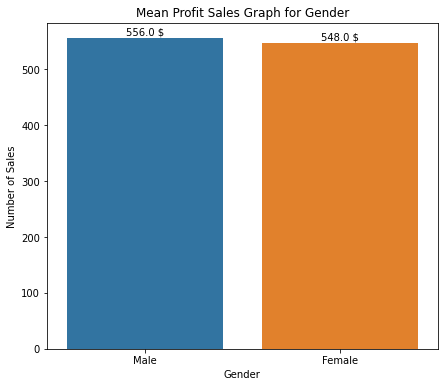 Mean Profit Sales Graph for Gender
556.0 $
548.0 $
500
400
300
200
100
0
Number of Sales
Male
Female
Gender